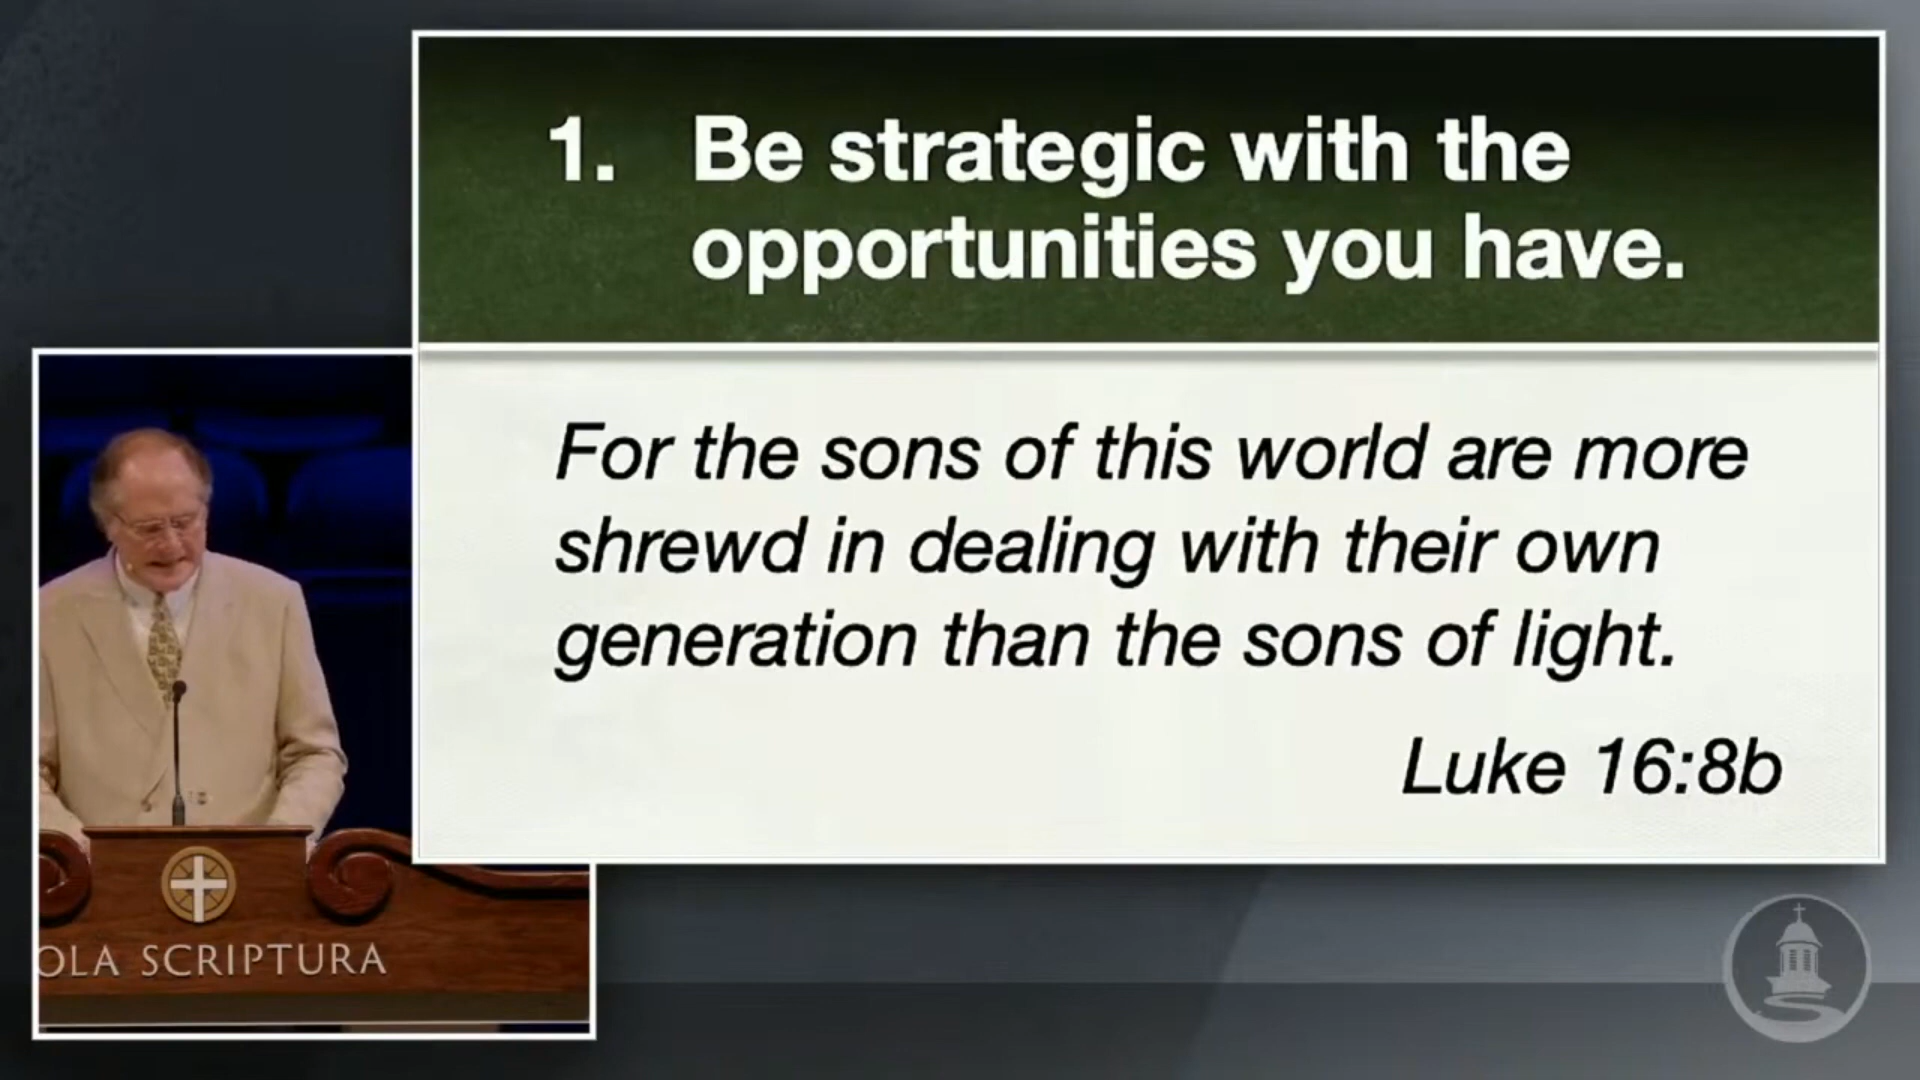 1. Be strategic with the
opportunities you have.
For the sons of this world are more
shrewd in dealing with their own
generation than the sons of light.
Luke 16:8b
OLA SCRIPTURA